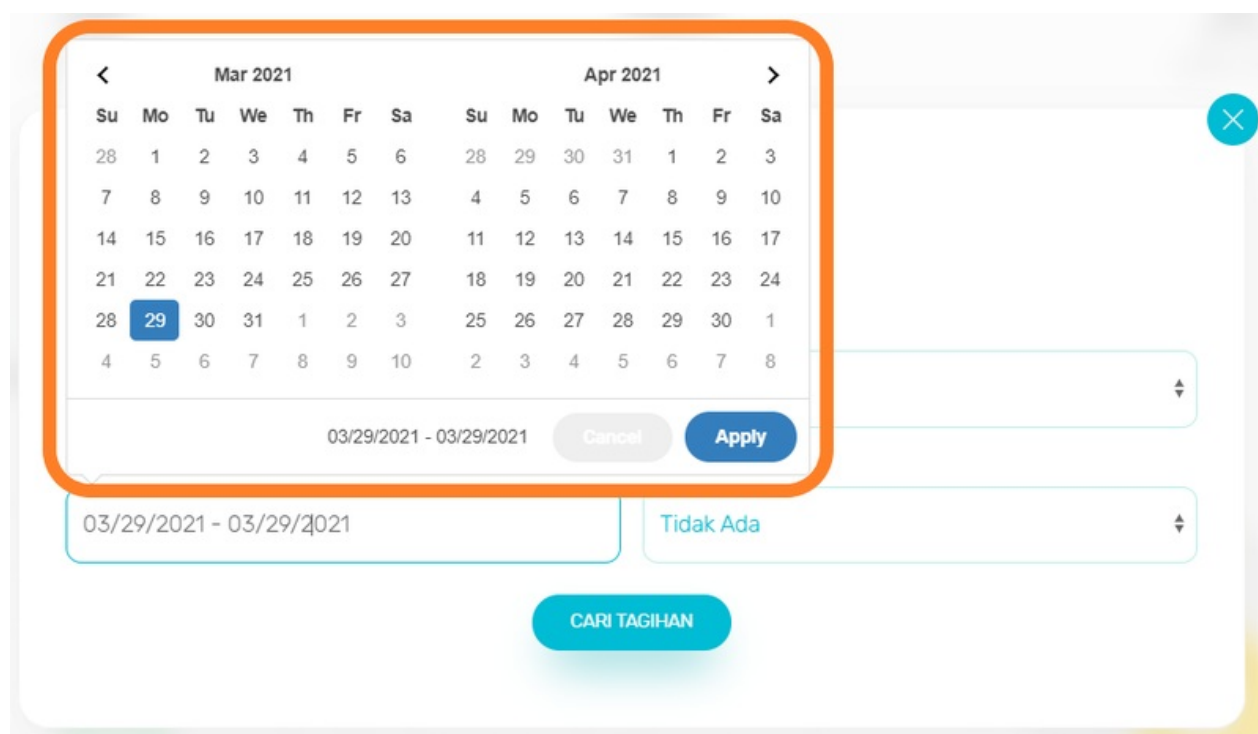 Mar 2021 Apr 2021
Su Mo Tu We Th Fr Sa Su Mo Tu We Th Fr Sa
28 1 2 3 4 5 6 28 29 30 31 1 2 3
7 8 9 10 11 12 13 4 5 6 7 8 9 10
14 15 16 17 18 19 20 11 12 13 14 15 16 17
21 22 23 24 25 26 27 18 19 20 21 22 23 24
28 29 30 31 1 2 3 25 26 27 28 29 30 1
4 5 6 7 8 9 10 2 3 4 5 6 7 8
03/29/2021 - 03/29/2021 Cancel Apply
03/29/2021 - 03/29/2021 Tidak Ada
CARI TAGIHAN